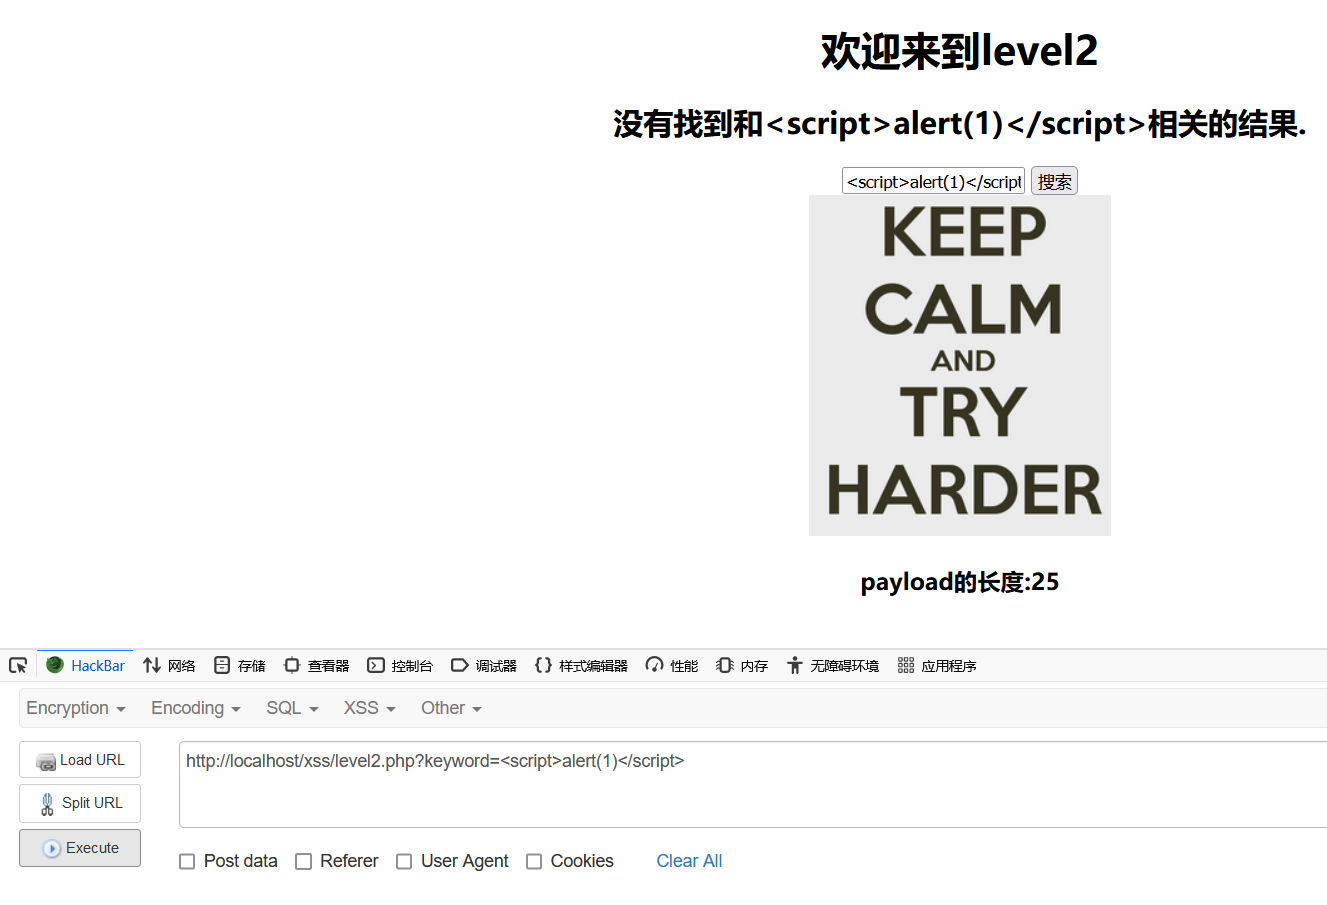 欢迎来到level2
没有找到和<script>alert(1)</script>相关的结果.
<script>alert(1)</script 搜索
KEEP
CALM
AND
TRY
HARDER
payload的长度:25
HackBar 网络 存储 查看器 控制台 调试器 样式编辑器 性能 内存 无障碍环境 应用程序
Encryption Encoding SQL XSS Other
Load URL http://localhost/xss/level2.php?keyword=<script>alert(1)</script>
Split URL
Execute
Post data Referer User Agent Cookies Clear All